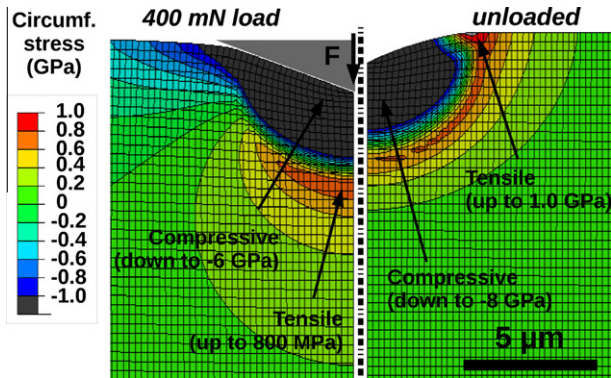 Circumf.
stress
(GPa)
1.0
0.8
0.6
0.4
0.2
0
-0.2
-0.4
-0.6
-0.8
-1.0
400 mN load
F
Compressive
(down to -6 GPa)
Tensile
(up to 800 MPa)
unloaded
Tensile
(up to 1.0 GPa)
Compressive
(down to -8 GPa)
5 µm